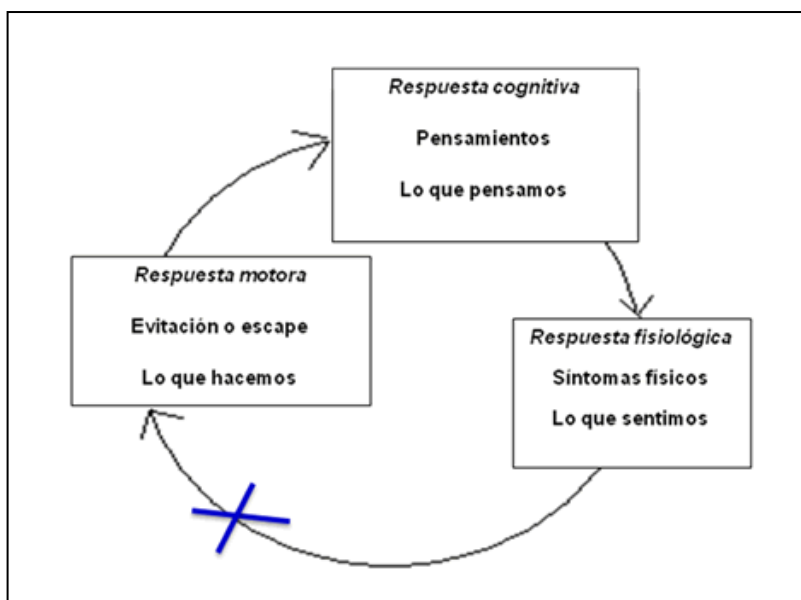 Respuesta cognitiva
Pensamientos
Lo que pensamos
Respuesta motora
Evitación o escape
Lo que hacemos
Respuesta fisiológica
Síntomas físicos
Lo que sentimos